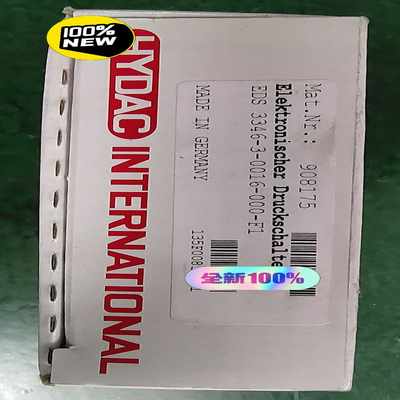 100%
NEW
HYDAC INTERNATIONAL
Mat.Nr.: 908175
Elektronischer Druckschalte
EDS 3346-3-0016-000-F1
MADE IN GERMANY
全新100%